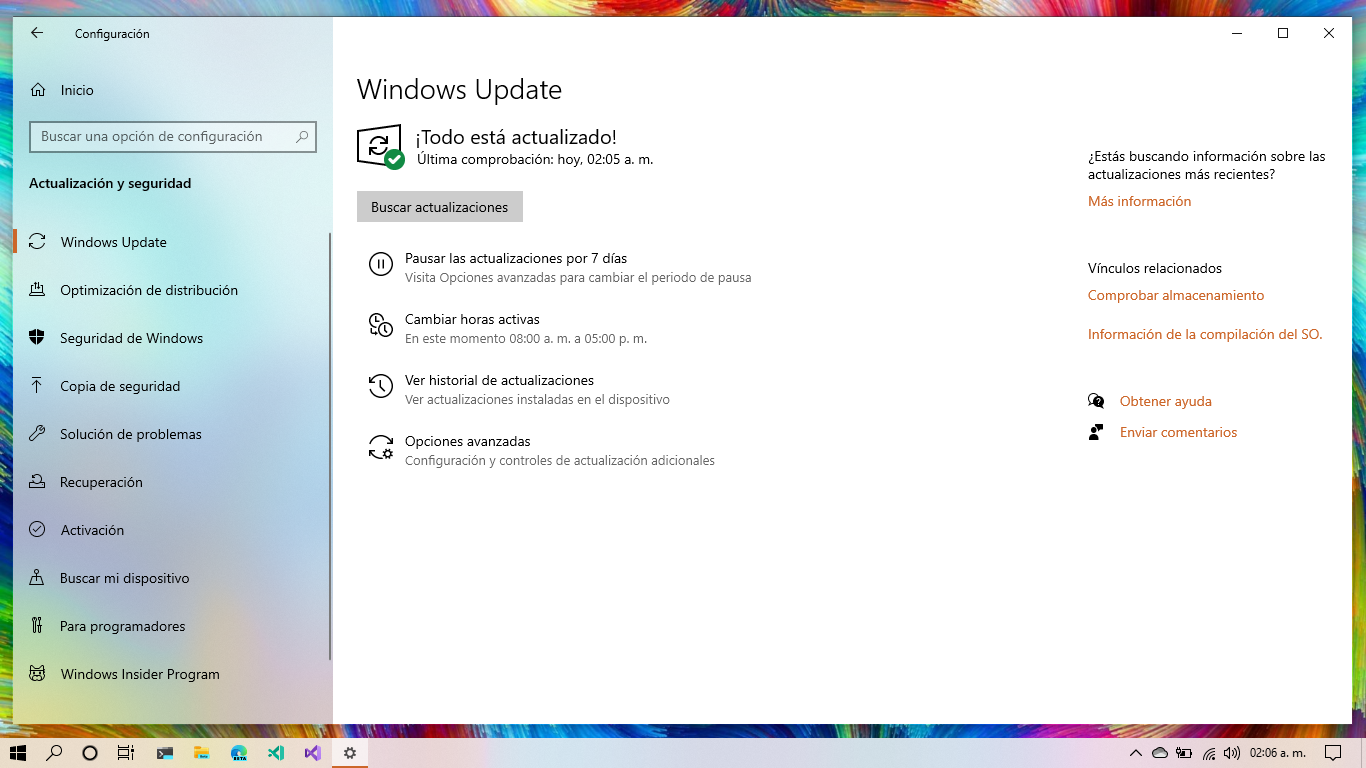 Configuración
Inicio
Buscar una opción de configuración
Actualización y seguridad
Windows Update
Optimización de distribución
Seguridad de Windows
Copia de seguridad
Solución de problemas
Recuperación
Activación
Buscar mi dispositivo
Para programadores
Windows Insider Program
Windows Update
¡Todo está actualizado!
Última comprobación: hoy, 02:05 a. m.
Buscar actualizaciones
Pausar las actualizaciones por 7 días
Visita Opciones avanzadas para cambiar el periodo de pausa
Cambiar horas activas
En este momento 08:00 a. m. a 05:00 p. m.
Ver historial de actualizaciones
Ver actualizaciones instaladas en el dispositivo
Opciones avanzadas
Configuración y controles de actualización adicionales
¿Estás buscando información sobre las
actualizaciones más recientes?
Más información
Vínculos relacionados
Comprobar almacenamiento
Información de la compilación del SO.
Obtener ayuda
Enviar comentarios
BETA
02:06 a. m.